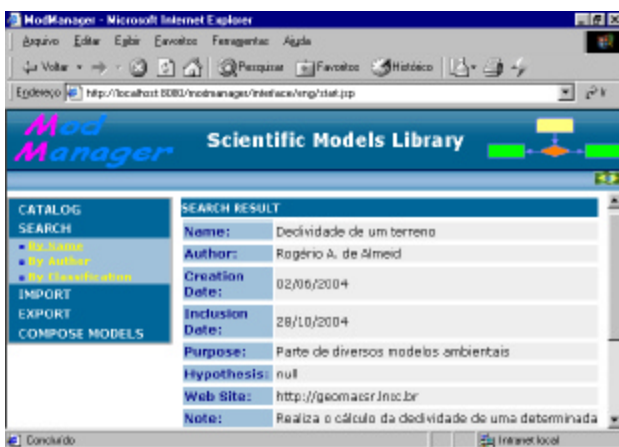 ModManager - Microsoft Internet Explorer
Arquivo Editar Exibir Favoritos Ferramentas Ajuda
Voltar Pesquisar Favoritos Histórico
Endereço http://localhost:8080/modmanager/interface/eng/start.jsp Ir
Mod
Manager
Scientific Models Library
CATALOG
SEARCH
By Name
By Author
By Classification
IMPORT
EXPORT
COMPOSE MODELS
SEARCH RESULT
Name: Declividade de um terreno
Author: Rogério A. de Almeid
Creation
Date: 02/06/2004
Inclusion
Date: 28/10/2004
Purpose: Parte de diversos modelos ambientais
Hypothesis: null
Web Site: http://geomacsr.lncc.br
Note: Realiza o cálculo da declividade de uma determinada
Concluído Intranet local